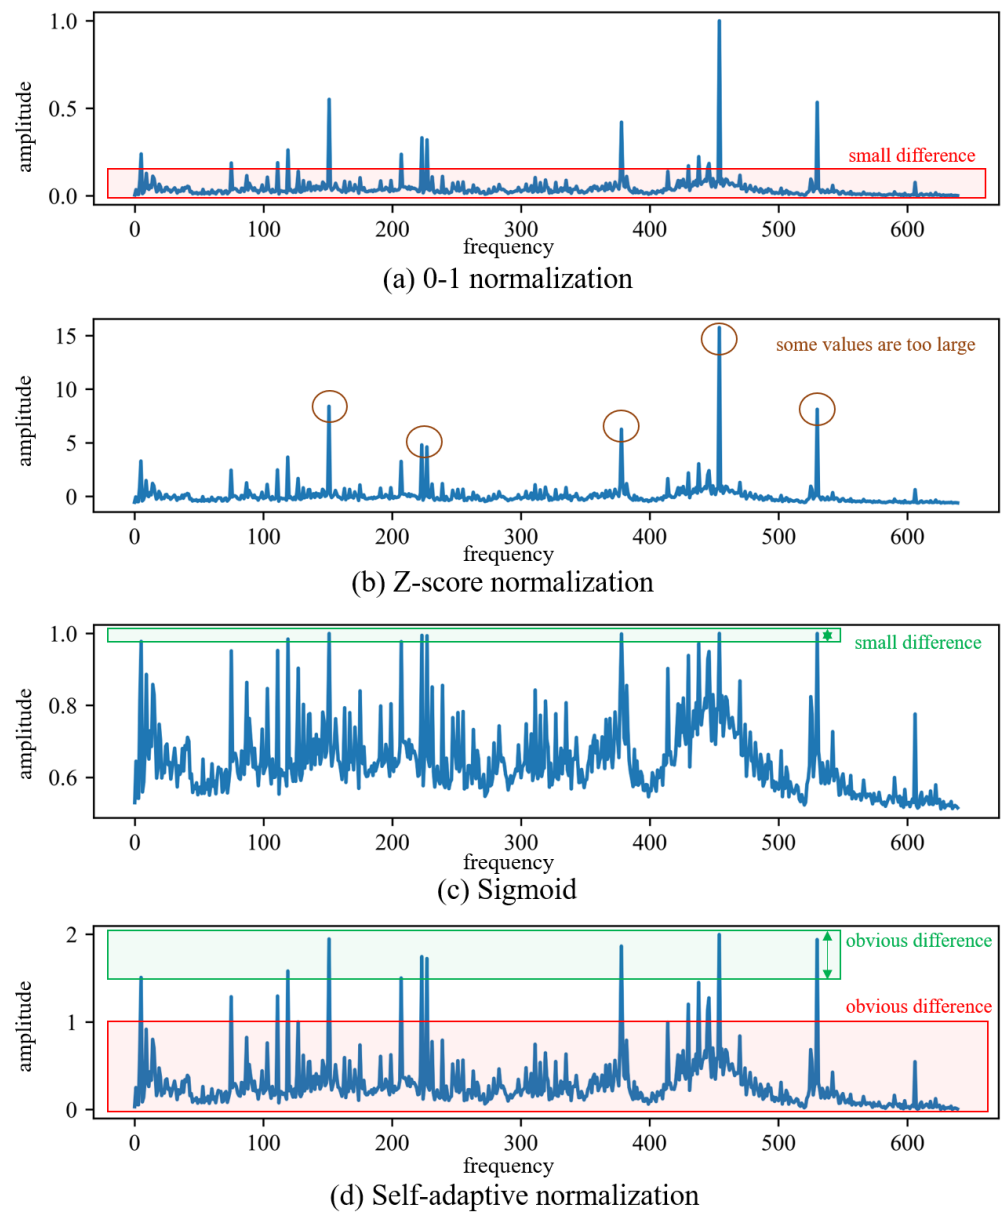 1.0
0.5
0.0
amplitude
small difference
0 100 200 300 400 500 600
frequency
(a) 0-1 normalization
15
10
5
0
amplitude
some values are too large
0 100 200 300 400 500 600
frequency
(b) Z-score normalization
1.0
0.8
0.6
amplitude
small difference
0 100 200 300 400 500 600
frequency
(c) Sigmoid
2
1
0
amplitude
obvious difference
obvious difference
0 100 200 300 400 500 600
frequency
(d) Self-adaptive normalization